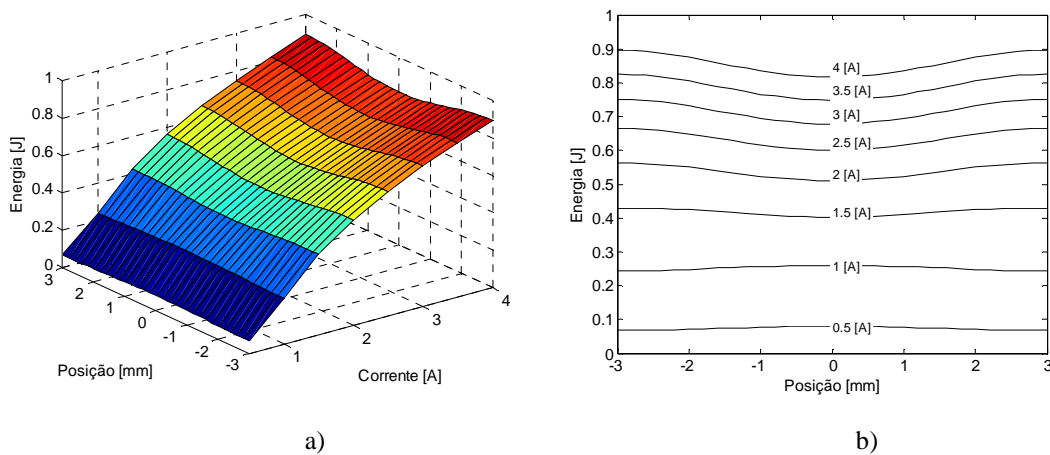 1
0.8
0.6
0.4
0.2
0
Energia [J]
3
2
1
0
-1
-2
-3
Posição [mm]
1
2
3
4
Corrente [A]
a)
1
0.9
0.8
0.7
0.6
0.5
0.4
0.3
0.2
0.1
0
Energia [J]
4 [A]
3.5 [A]
3 [A]
2.5 [A]
2 [A]
1.5 [A]
1 [A]
0.5 [A]
-3
-2
-1
0
1
2
3
Posição [mm]
b)